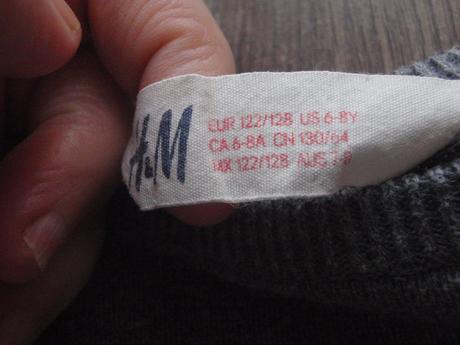 H&M
EUR 122/128 US 6-8Y
CA 6-8A CN 130/64
MX 122/128 AUS 7-8